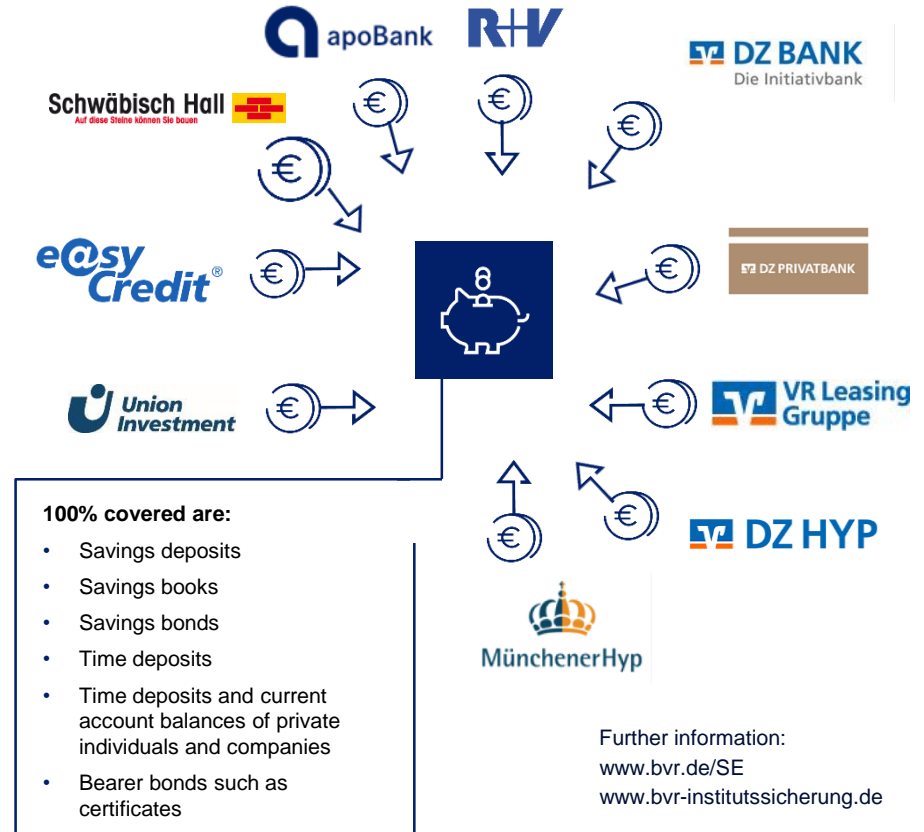 apoBank
R+V
DZ BANK
Die Initiativbank
Schwäbisch Hall
Auf diese Steine können Sie bauen
€
€
€
€
e@sy
Credit®
€
€
DZ PRIVATBANK
Union
Investment
€
€
VR Leasing
Gruppe
100% covered are:
• Savings deposits
• Savings books
• Savings bonds
• Time deposits
• Time deposits and current
account balances of private
individuals and companies
• Bearer bonds such as
certificates
€
€
DZ HYP
MünchenerHyp
Further information:
www.bvr.de/SE
www.bvr-institutssicherung.de